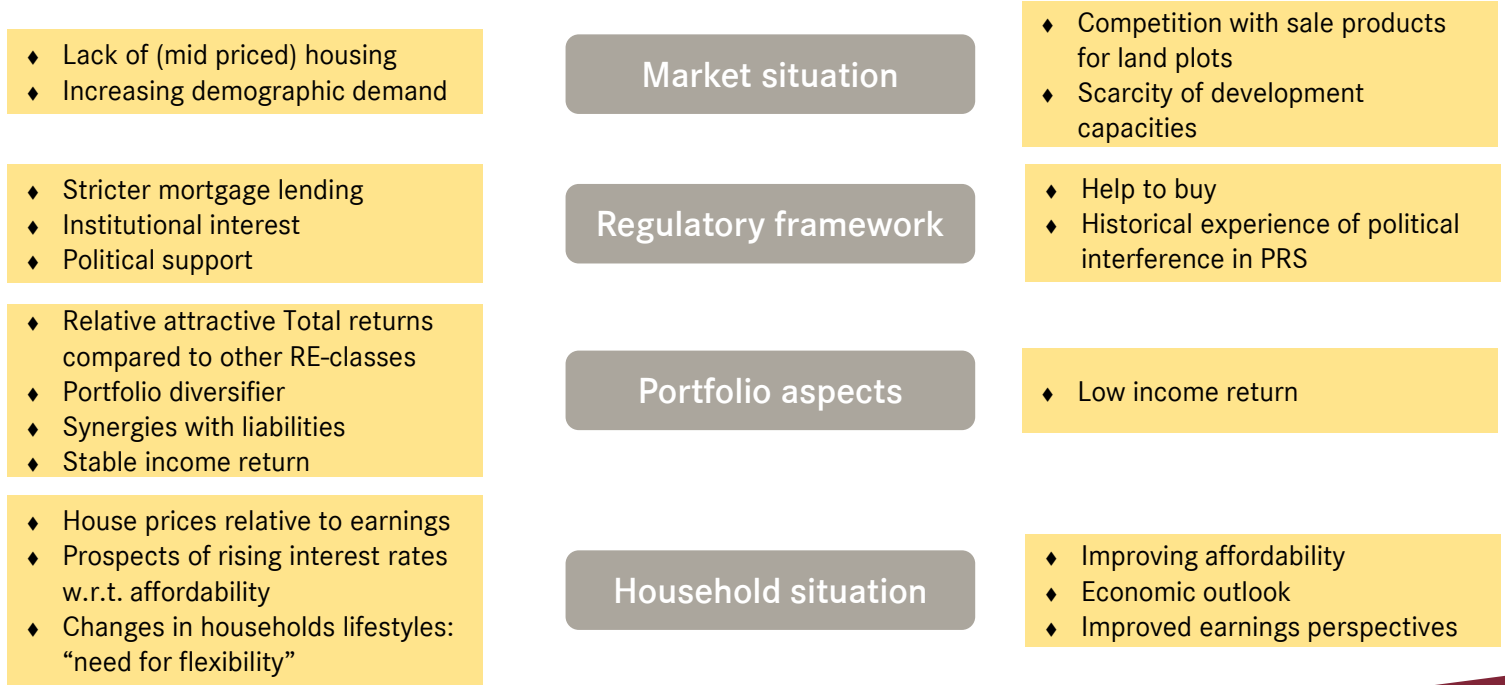 ♦ Lack of (mid priced) housing
♦ Increasing demographic demand
Market situation
♦ Competition with sale products
for land plots
♦ Scarcity of development
capacities
♦ Stricter mortgage lending
♦ Institutional interest
♦ Political support
Regulatory framework
♦ Help to buy
♦ Historical experience of political
interference in PRS
♦ Relative attractive Total returns
compared to other RE-classes
♦ Portfolio diversifier
♦ Synergies with liabilities
♦ Stable income return
Portfolio aspects
♦ Low income return
♦ House prices relative to earnings
♦ Prospects of rising interest rates
w.r.t. affordability
♦ Changes in households lifestyles:
“need for flexibility”
Household situation
♦ Improving affordability
♦ Economic outlook
♦ Improved earnings perspectives